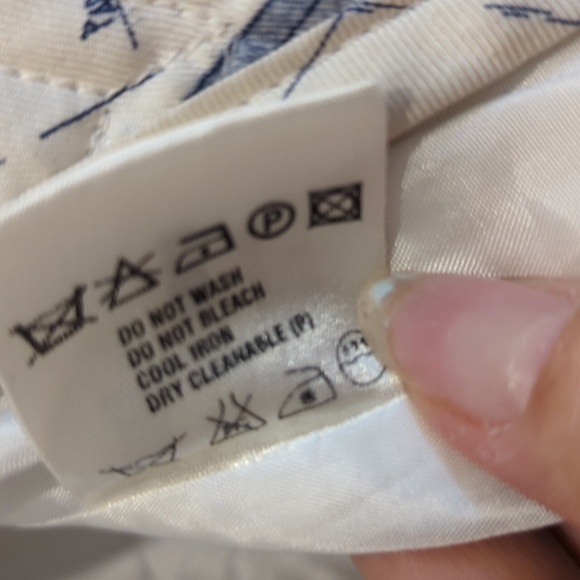 P
DO NOT WASH
DO NOT BLEACH
COOL IRON
DRY CLEANABLE (P)